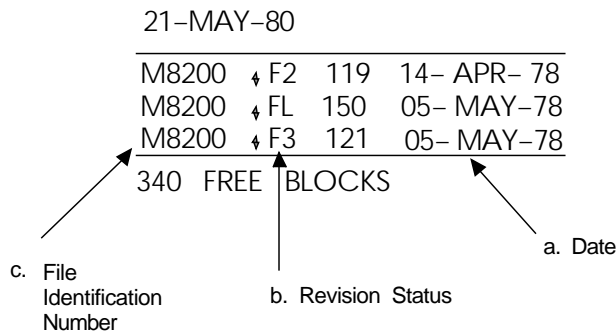 21–MAY–80
M8200 F2 119 14– APR– 78
M8200 FL 150 05– MAY–78
M8200 F3 121 05– MAY–78
340 FREE BLOCKS
a. Date
c. File
Identification
Number
b. Revision Status